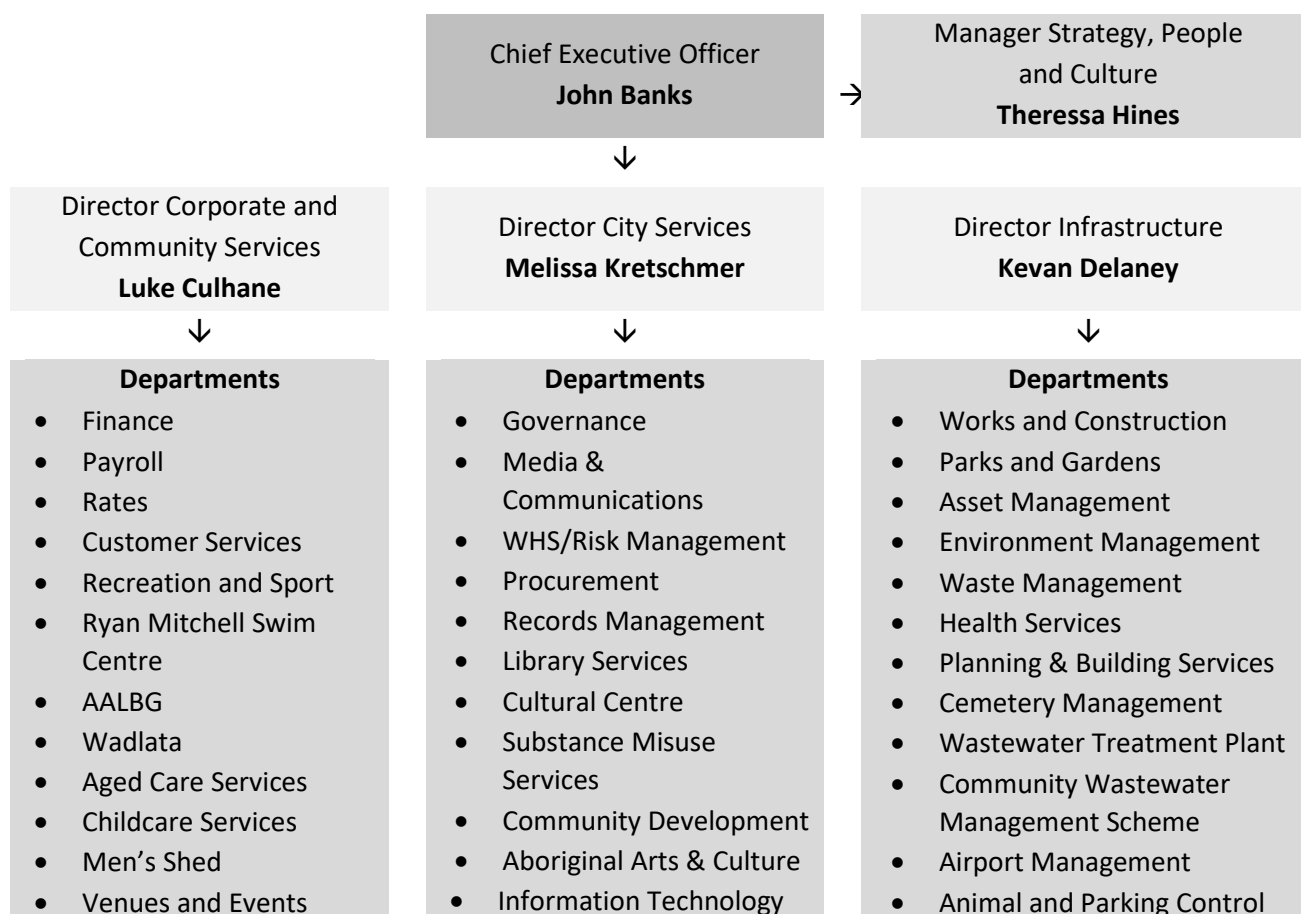 Chief Executive Officer
John Banks
→
Manager Strategy, People
and Culture
Theressa Hines
↓
Director Corporate and
Community Services
Luke Culhane
↓
Director City Services
Melissa Kretschmer
↓
Director Infrastructure
Kevan Delaney
↓
Departments
• Finance
• Payroll
• Rates
• Customer Services
• Recreation and Sport
• Ryan Mitchell Swim
Centre
• AALBG
• Wadlata
• Aged Care Services
• Childcare Services
• Men’s Shed
• Venues and Events
Departments
• Governance
• Media &
Communications
• WHS/Risk Management
• Procurement
• Records Management
• Library Services
• Cultural Centre
• Substance Misuse
Services
• Community Development
• Aboriginal Arts & Culture
• Information Technology
Departments
• Works and Construction
• Parks and Gardens
• Asset Management
• Environment Management
• Waste Management
• Health Services
• Planning & Building Services
• Cemetery Management
• Wastewater Treatment Plant
• Community Wastewater
Management Scheme
• Airport Management
• Animal and Parking Control